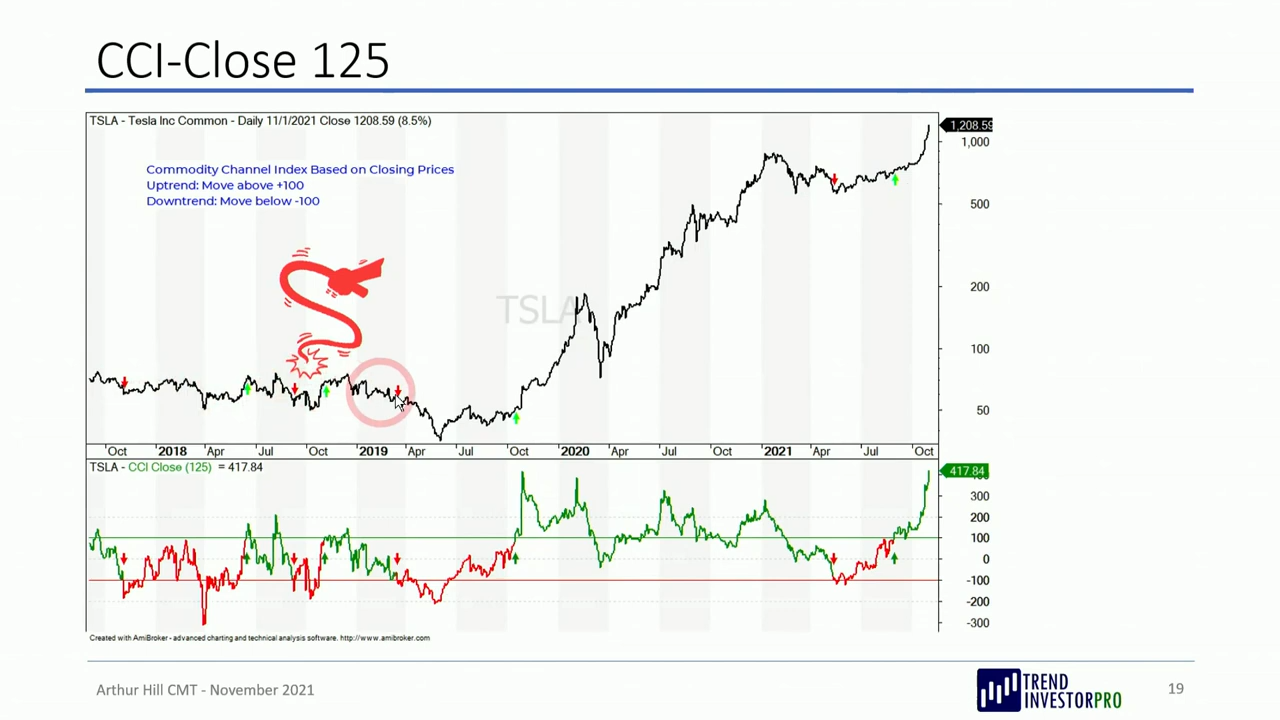 CCI-Close 125
TSLA - Tesla Inc Common - Daily 11/1/2021 Close 1208.59 (8.5%)
1,208.59
1,000
Commodity Channel Index Based on Closing Prices
Uptrend: Move above +100
Downtrend: Move below -100
500
200
TSLA
100
50
Oct 2018 Apr Jul Oct 2019 Apr Jul Oct 2020 Apr Jul Oct 2021 Apr Jul Oct
TSLA - CCI Close (125) = 417.84
417.84
300
200
100
0
-100
-200
-300
Created with AmiBroker - advanced charting and technical analysis software. http://www.amibroker.com
Arthur Hill CMT - November 2021
TREND
INVESTORPRO
19